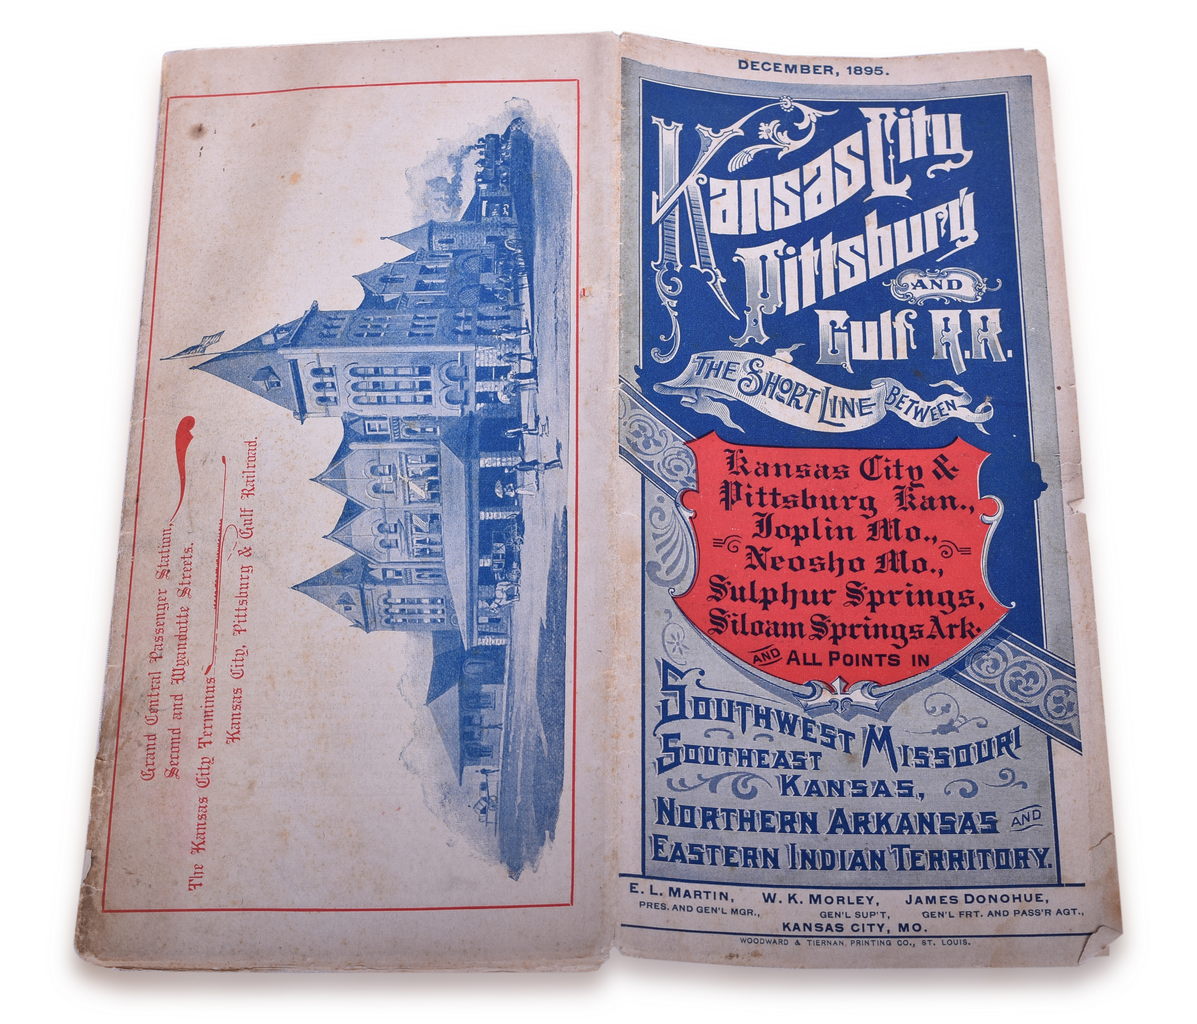 Grand Central Passenger Station,
Second and Wyandotte Streets.
The Kansas City Terminus
Kansas City, Pittsburg & Gulf Railroad.
DECEMBER, 1895.
Kansas City
Pittsburg
AND
Gulf R.R.
THE SHORT LINE BETWEEN
Kansas City &
Pittsburg Kan.,
Joplin Mo.,
Neosho Mo.,
Sulphur Springs,
Siloam Springs Ark.
AND ALL POINTS IN
SOUTHWEST MISSOURI
SOUTHEAST
KANSAS,
NORTHERN ARKANSAS AND
EASTERN INDIAN TERRITORY.
E. L. MARTIN, W. K. MORLEY, JAMES DONOHUE,
PRES. AND GEN'L MGR., GEN'L SUP'T, GEN'L FRT. AND PASS'R AGT.,
KANSAS CITY, MO.
WOODWARD & TIERNAN PRINTING CO., ST. LOUIS.